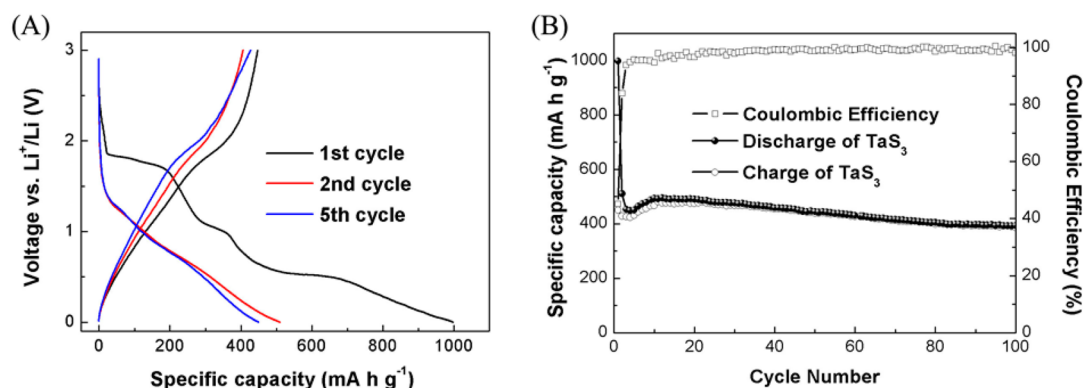 (A)
Voltage vs. Li⁺/Li (V)
3
2
1
0
1st cycle
2nd cycle
5th cycle
0 200 400 600 800 1000
Specific capacity (mA h g⁻¹)
(B)
Specific capacity (mA h g⁻¹)
1000
800
600
400
200
0
Coulombic Efficiency
Discharge of TaS₃
Charge of TaS₃
100
80
60
40
20
0
Coulombic Efficiency (%)
0 20 40 60 80 100
Cycle Number